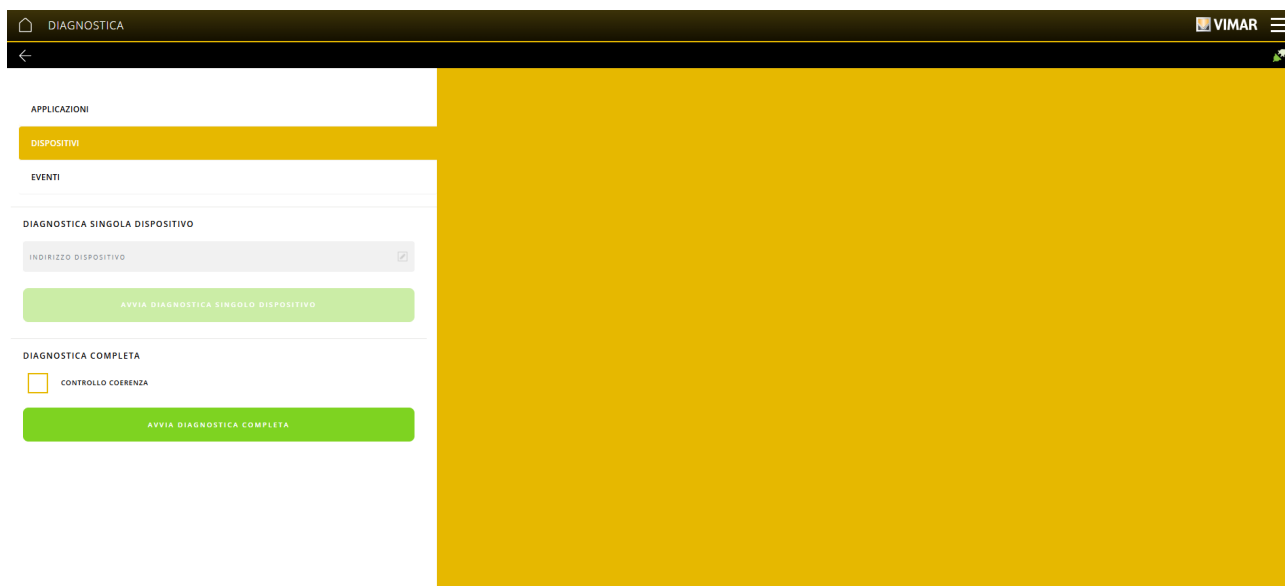 DIAGNOSTICA
VIMAR
APPLICAZIONI
DISPOSITIVI
EVENTI
DIAGNOSTICA SINGOLA DISPOSITIVO
INDIRIZZO DISPOSITIVO
AVVIA DIAGNOSTICA SINGOLO DISPOSITIVO
DIAGNOSTICA COMPLETA
CONTROLLO COERENZA
AVVIA DIAGNOSTICA COMPLETA